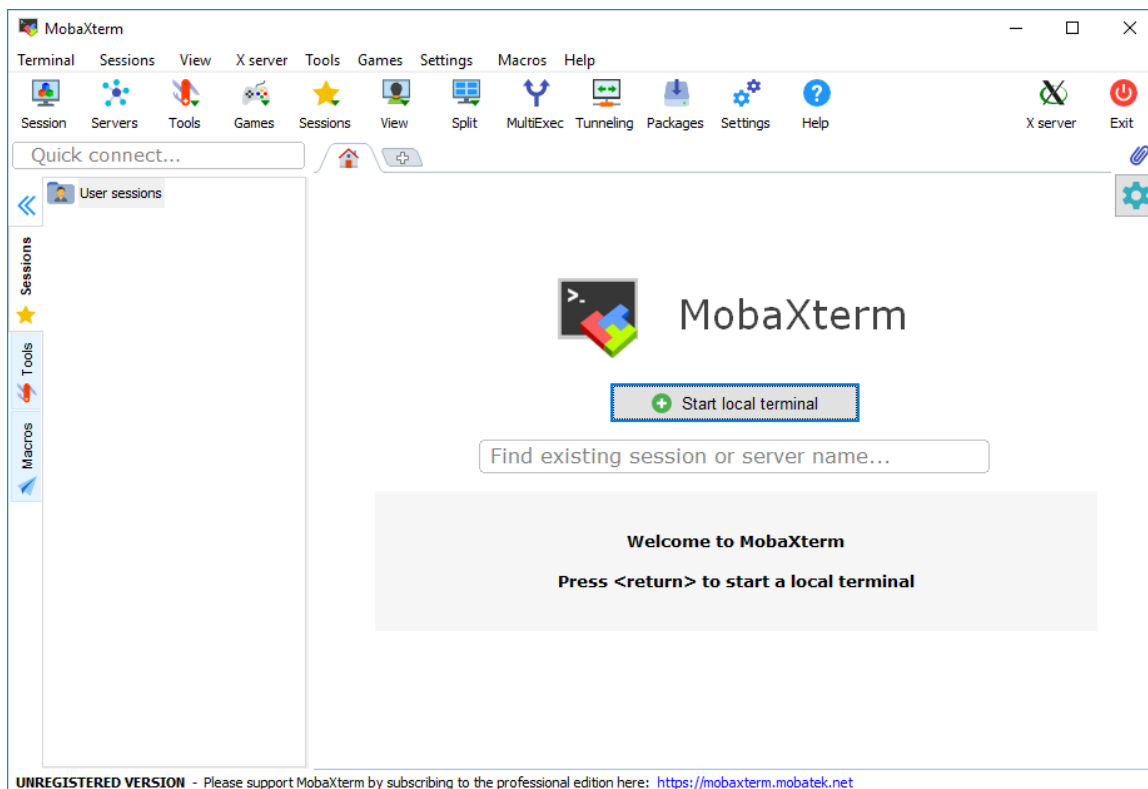 MobaXterm
Terminal Sessions View X server Tools Games Settings Macros Help
Session Servers Tools Games Sessions View Split MultiExec Tunneling Packages Settings Help X server Exit
Quick connect...
User sessions
Sessions
Tools
Macros
>_
MobaXterm
Start local terminal
Find existing session or server name...
Welcome to MobaXterm
Press <return> to start a local terminal
UNREGISTERED VERSION - Please support MobaXterm by subscribing to the professional edition here: https://mobaxterm.mobatek.net